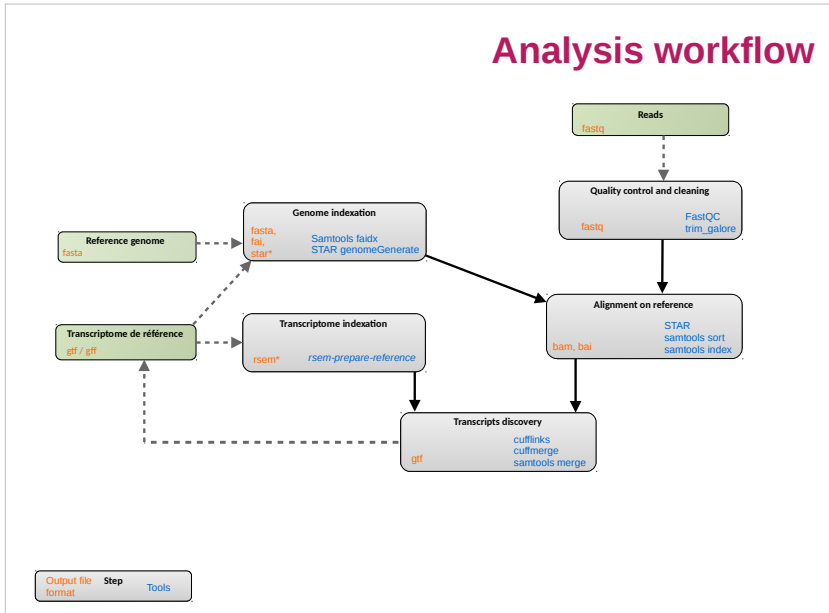 Analysis workflow
Reads
fastq
Quality control and cleaning
fastq
FastQC
trim_galore
Genome indexation
fasta,
fai,
star*
Samtools faidx
STAR genomeGenerate
Reference genome
fasta
Alignment on reference
bam, bai
STAR
samtools sort
samtools index
Transcriptome de référence
gtf / gff
Transcriptome indexation
rsem*
rsem-prepare-reference
Transcripts discovery
gtf
cufflinks
cuffmerge
samtools merge
Output file
format
Step
Tools